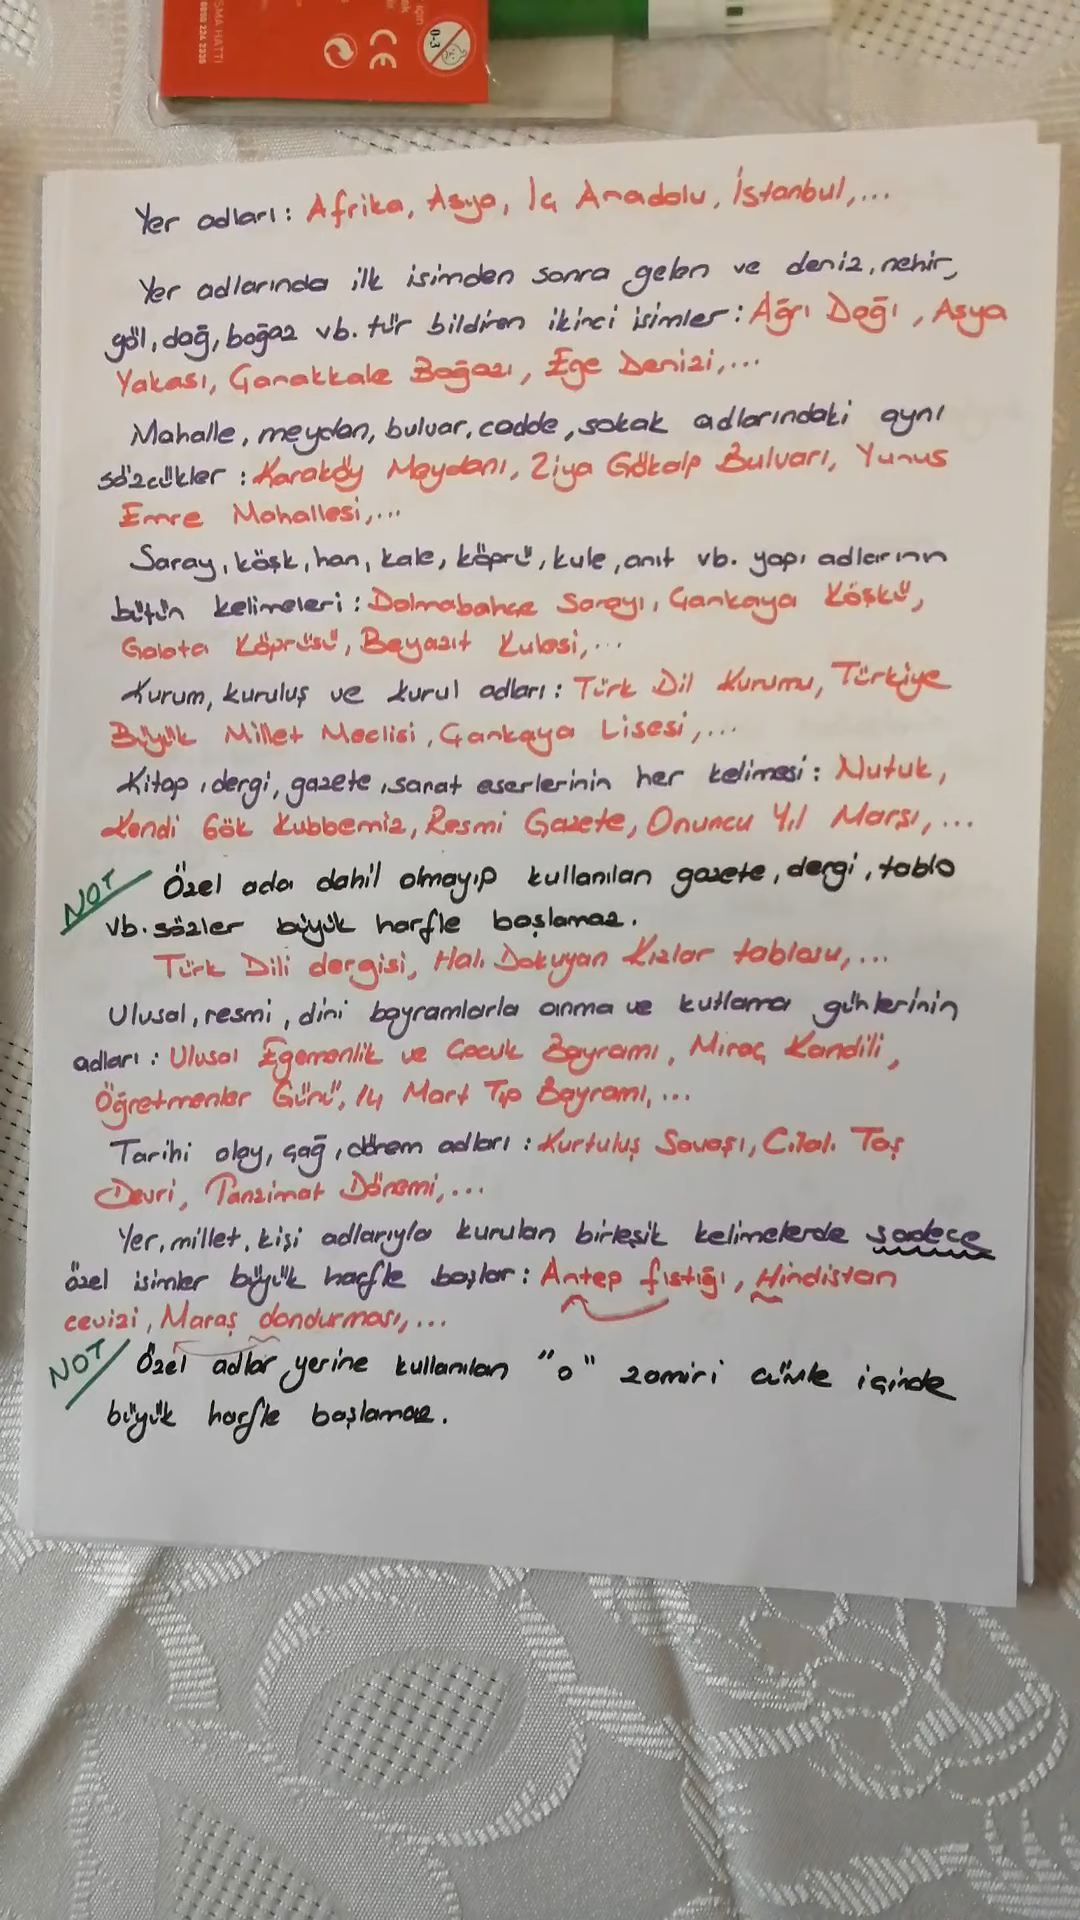 SMA HATTI
0800 224 2330
için
0-3
CE
Yer adları: Afrika, Asya, İç Anadolu, İstanbul,...
Yer adlarında ilk isimden sonra gelen ve deniz, nehir,
göl, dağ, boğaz vb. tür bildiren ikinci isimler: Ağrı Dağı, Asya
Yakası, Çanakkale Boğazı, Ege Denizi,...
Mahalle, meydan, bulvar, cadde, sokak adlarındaki aynı
sözcükler: Karaköy Meydanı, Ziya Gökalp Bulvarı, Yunus
Emre Mahallesi,...
Saray, köşk, han, kale, köprü, kule, anıt vb. yapı adlarının
bütün kelimeleri: Dolmabahçe Sarayı, Çankaya Köşkü,
Galata Köprüsü, Beyazıt Kulesi,...
Kurum, kuruluş ve kurul adları: Türk Dil Kurumu, Türkiye
Büyük Millet Meclisi, Çankaya Lisesi,...
Kitap, dergi, gazete, sanat eserlerinin her kelimesi: Nutuk,
Kendi Gök Kubbemiz, Resmi Gazete, Onuncu Yıl Marşı,...
NOT Özel ada dahil olmayıp kullanılan gazete, dergi, tablo
vb. sözler büyük harfle başlamaz.
Türk Dili dergisi, Halı Dokuyan Kızlar tablosu,...
Ulusal, resmi, dini bayramlarla anma ve kutlama günlerinin
adları: Ulusal Egemenlik ve Çocuk Bayramı, Miraç Kandili,
Öğretmenler Günü, 14 Mart Tıp Bayramı,...
Tarihi olay, çağ, dönem adları: Kurtuluş Savaşı, Cilalı Taş
Devri, Tanzimat Dönemi,...
Yer, millet, kişi adlarıyla kurulan birleşik kelimelerde sadece
özel isimler büyük harfle başlar: Antep fıstığı, Hindistan
cevizi, Maraş dondurması,...
NOT Özel adlar yerine kullanılan "o" zamiri cümle içinde
büyük harfle başlamaz.